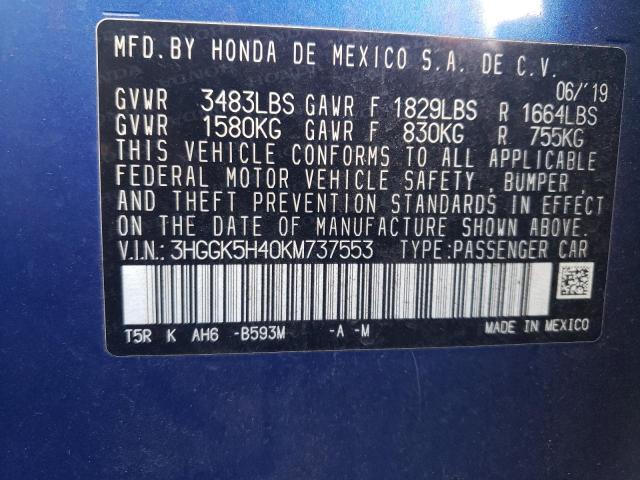 MFD. BY HONDA DE MEXICO S.A. DE C.V.
06/'19
GVWR 3483LBS GAWR F 1829LBS R 1664LBS
GVWR 1580KG GAWR F 830KG R 755KG
THIS VEHICLE CONFORMS TO ALL APPLICABLE
FEDERAL MOTOR VEHICLE SAFETY , BUMPER ,
AND THEFT PREVENTION STANDARDS IN EFFECT
ON THE DATE OF MANUFACTURE SHOWN ABOVE.
V.I.N.: 3HGGK5H40KM737553 TYPE:PASSENGER CAR
T5R K AH6 -B593M -A -M MADE IN MEXICO